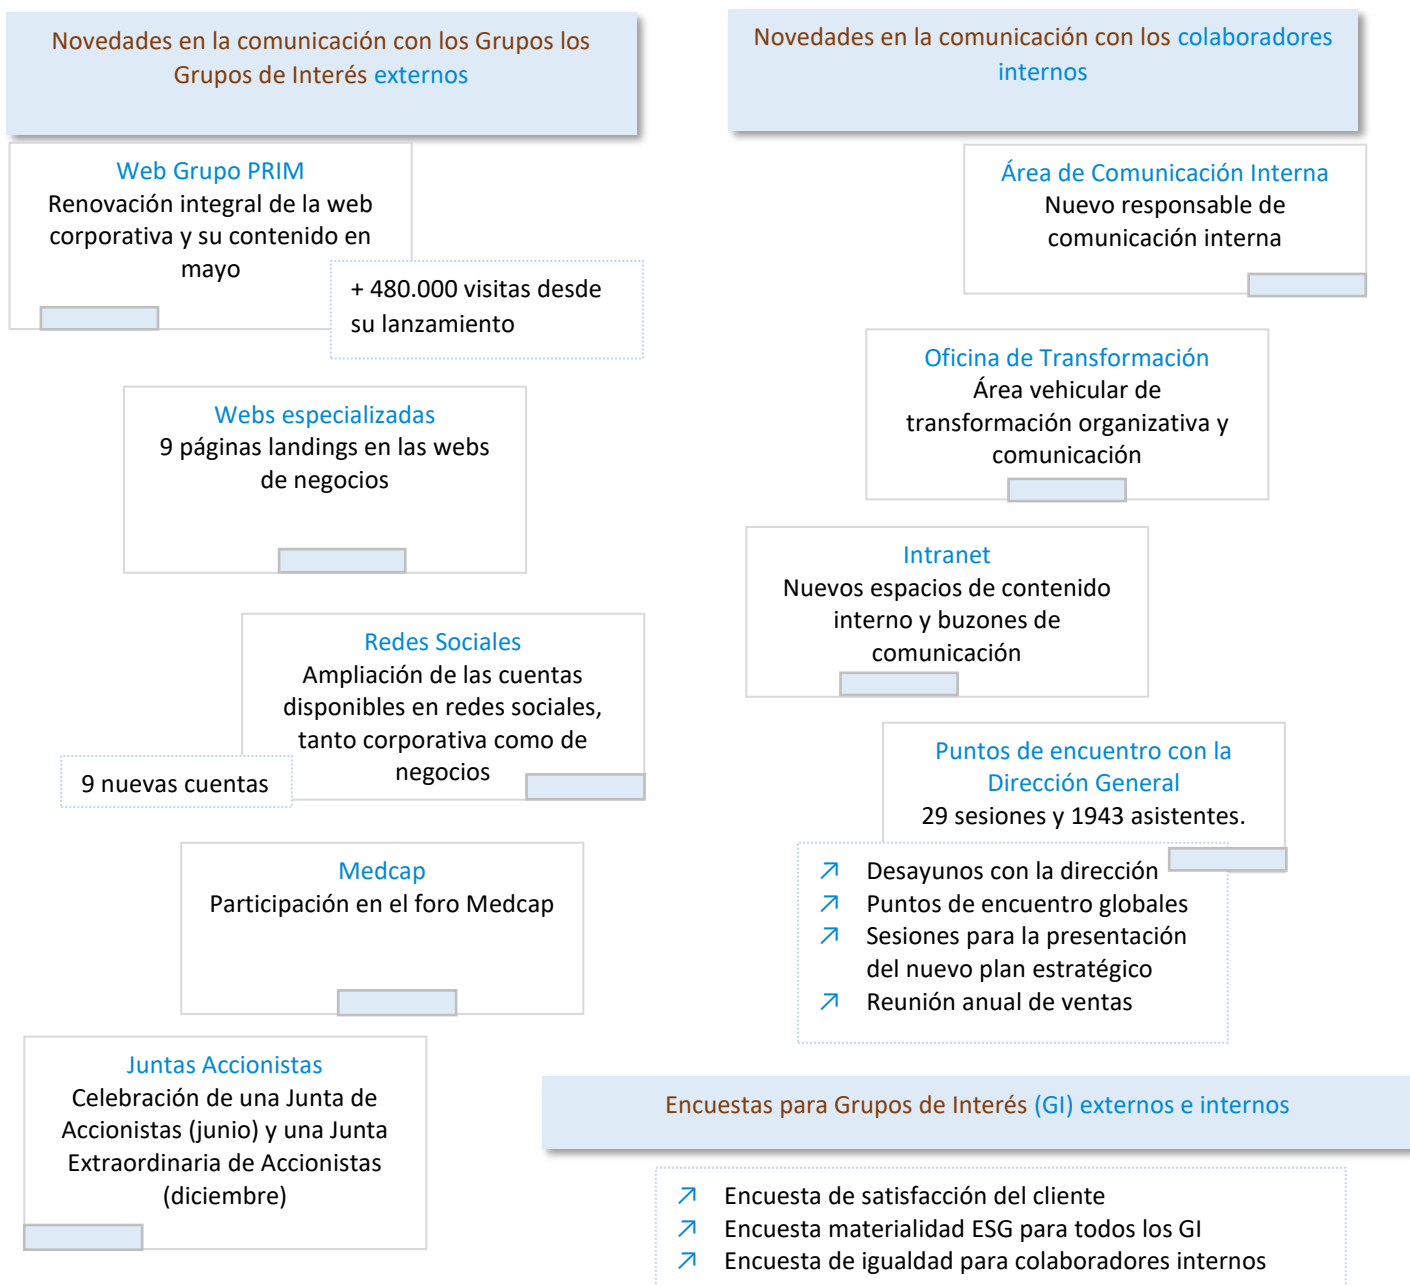 Novedades en la comunicación con los Grupos los
Grupos de Interés externos
Web Grupo PRIM
Renovación integral de la web
corporativa y su contenido en
mayo
+ 480.000 visitas desde
su lanzamiento
Webs especializadas
9 páginas landings en las webs
de negocios
Redes Sociales
Ampliación de las cuentas
disponibles en redes sociales,
tanto corporativa como de
negocios
9 nuevas cuentas
Medcap
Participación en el foro Medcap
Juntas Accionistas
Celebración de una Junta de
Accionistas (junio) y una Junta
Extraordinaria de Accionistas
(diciembre)
Novedades en la comunicación con los colaboradores
internos
Área de Comunicación Interna
Nuevo responsable de
comunicación interna
Oficina de Transformación
Área vehicular de
transformación organizativa y
comunicación
Intranet
Nuevos espacios de contenido
interno y buzones de
comunicación
Puntos de encuentro con la
Dirección General
29 sesiones y 1943 asistentes.
Desayunos con la dirección
Puntos de encuentro globales
Sesiones para la presentación
del nuevo plan estratégico
Reunión anual de ventas
Encuestas para Grupos de Interés (GI) externos e internos
Encuesta de satisfacción del cliente
Encuesta materialidad ESG para todos los GI
Encuesta de igualdad para colaboradores internos